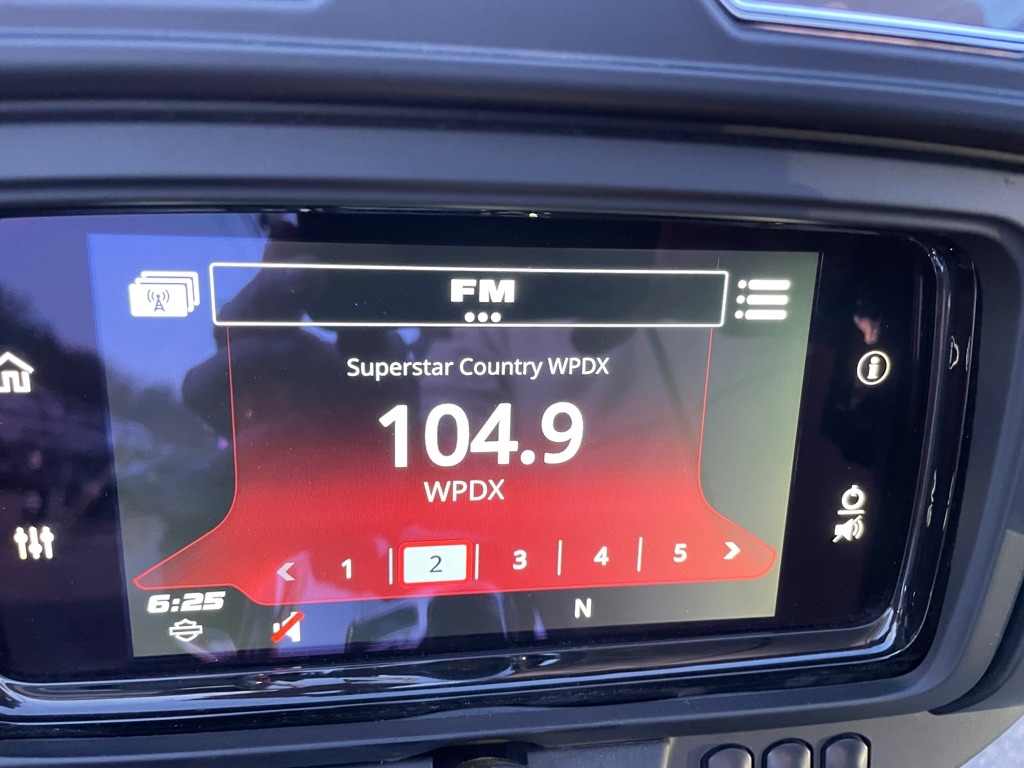 FM
Superstar Country WPDX
104.9
WPDX
< 1 | 2 | 3 | 4 | 5 >
6:25
N